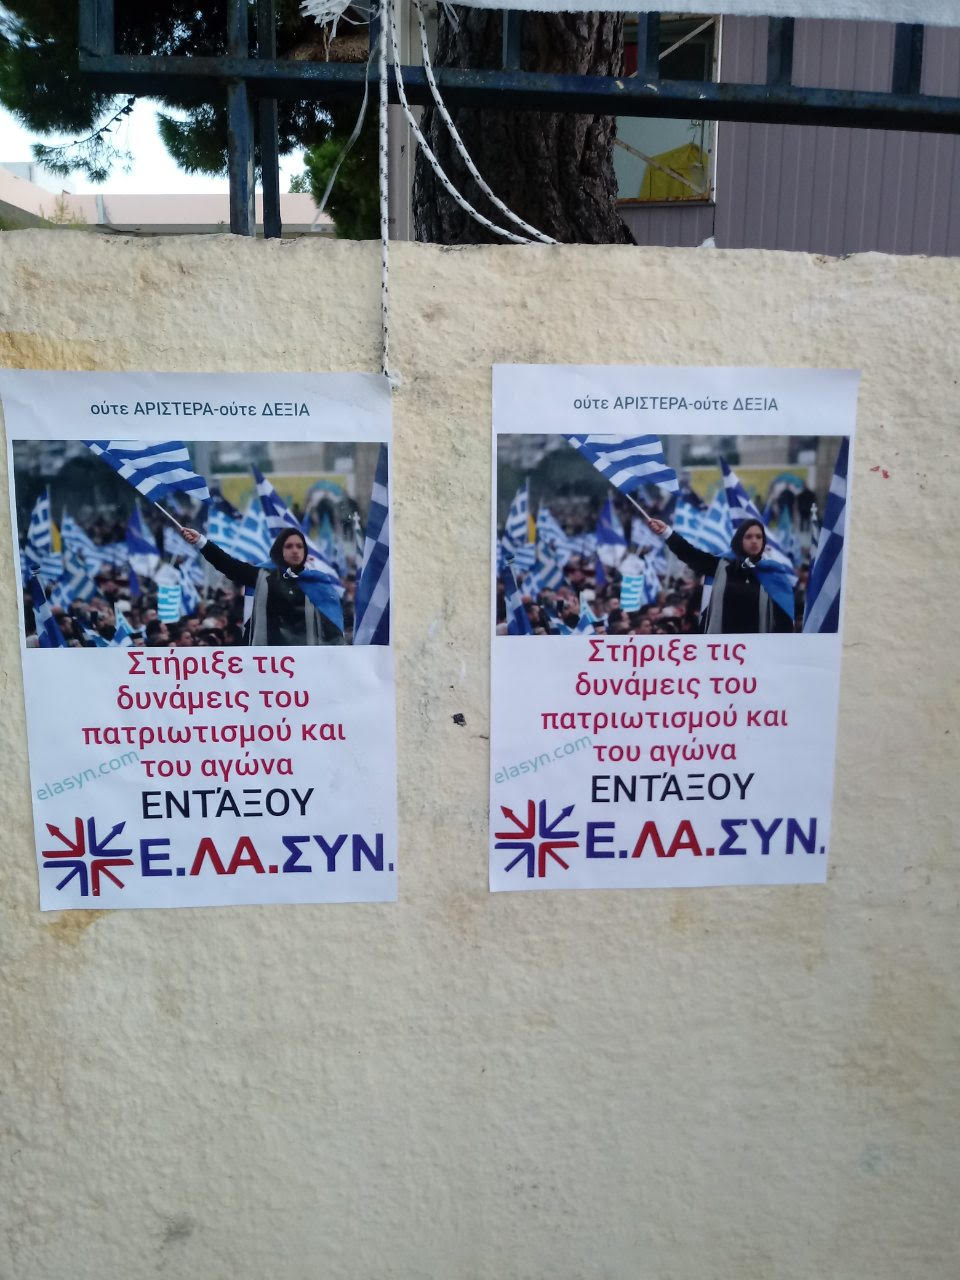 ούτε ΑΡΙΣΤΕΡΑ-ούτε ΔΕΞΙΑ
Στήριξε τις
δυνάμεις του
πατριωτισμού και
του αγώνα
elasyn.com
ΕΝΤΆΞΟΥ
Ε.ΛΑ.ΣΥΝ.
ούτε ΑΡΙΣΤΕΡΑ-ούτε ΔΕΞΙΑ
Στήριξε τις
δυνάμεις του
πατριωτισμού και
του αγώνα
elasyn.com
ΕΝΤΆΞΟΥ
Ε.ΛΑ.ΣΥΝ.